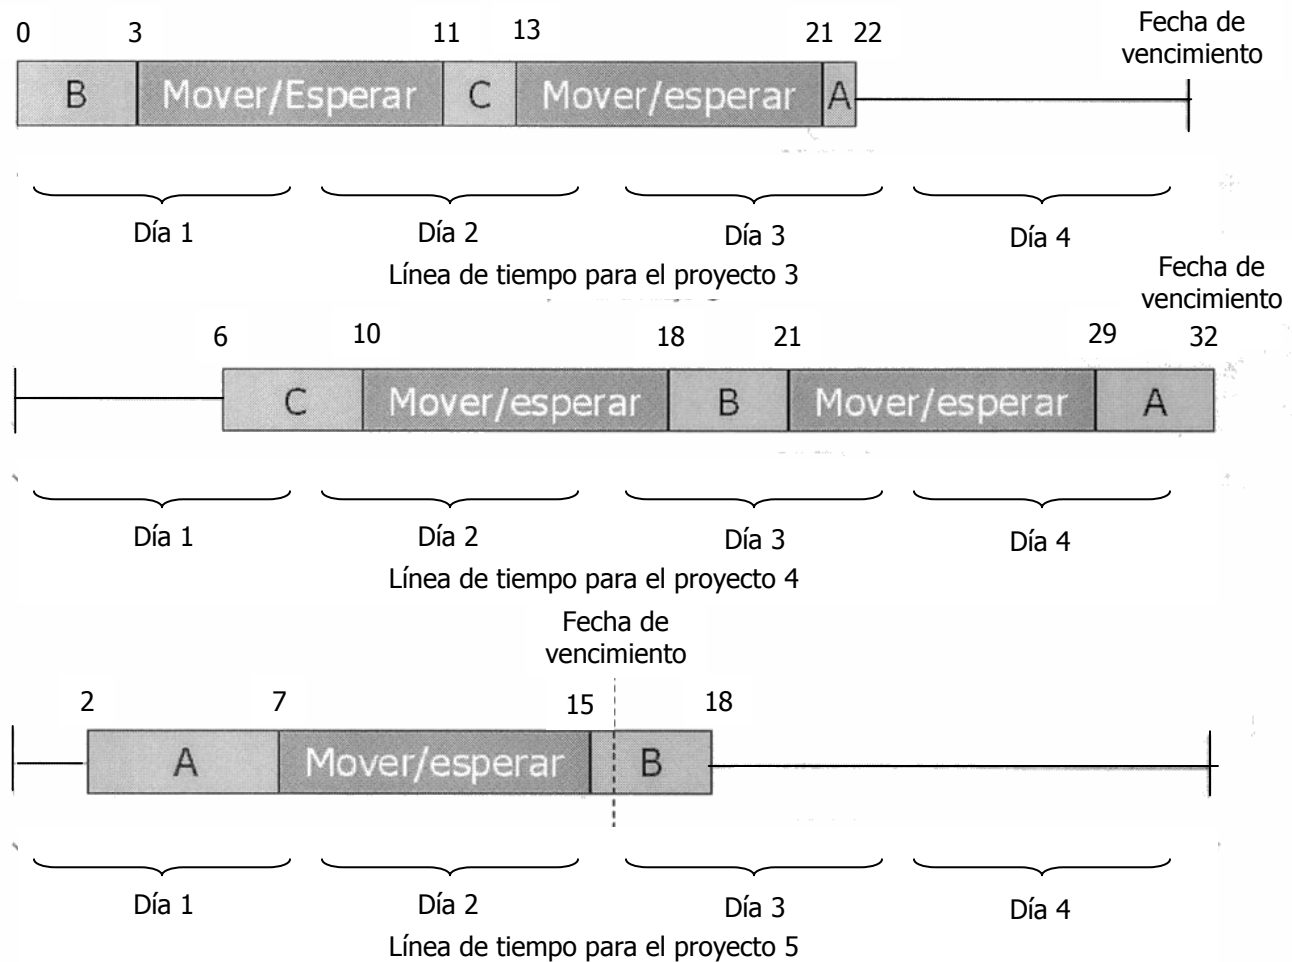 0 3 11 13 21 22 Fecha de
vencimiento
B Mover/Esperar C Mover/esperar A
Día 1 Día 2 Día 3 Día 4
Línea de tiempo para el proyecto 3
Fecha de
vencimiento
6 10 18 21 29 32
C Mover/esperar B Mover/esperar A
Día 1 Día 2 Día 3 Día 4
Línea de tiempo para el proyecto 4
Fecha de
vencimiento
2 7 15 18
A Mover/esperar B
Día 1 Día 2 Día 3 Día 4
Línea de tiempo para el proyecto 5